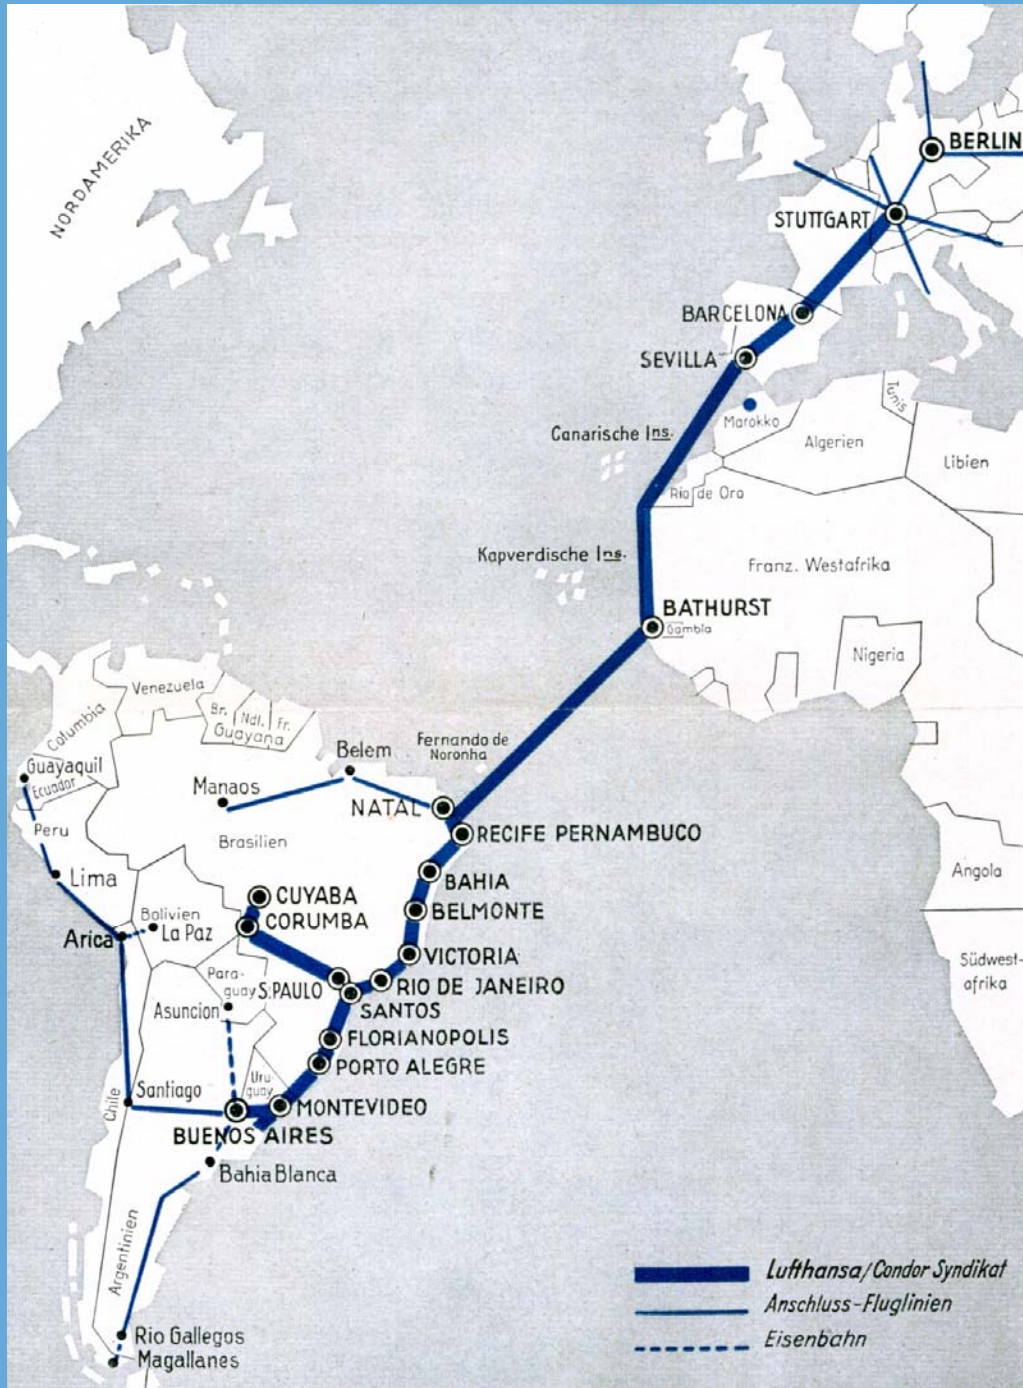 NORDAMERIKA
BERLIN
STUTTGART
BARCELONA
SEVILLA
Marokko
Tunis
Algerien
Libien
Canarische Ins.
Rio de Oro
Kapverdische Ins.
Franz. Westafrika
BATHURST
Gambia
Nigeria
Venezuela
Columbia
Br.
Ndl.
Fr.
Guayana
Fernando de
Noronha
Belem
Guayaquil
Ecuador
Manaos
NATAL
Peru
Brasilien
RECIFE PERNAMBUCO
Lima
BAHIA
Angola
CUYABA
BELMONTE
Bolivien
CORUMBA
La Paz
Arica
VICTORIA
Südwest-
afrika
Para-
guay
S.PAULO
RIO DE JANEIRO
Asuncion
SANTOS
FLORIANOPOLIS
PORTO ALEGRE
Uru-
guay
Chile
Santiago
MONTEVIDEO
BUENOS AIRES
Bahia Blanca
Argentinien
Lufthansa/Condor Syndikat
Anschluss-Fluglinien
Eisenbahn
Rio Gallegos
Magallanes